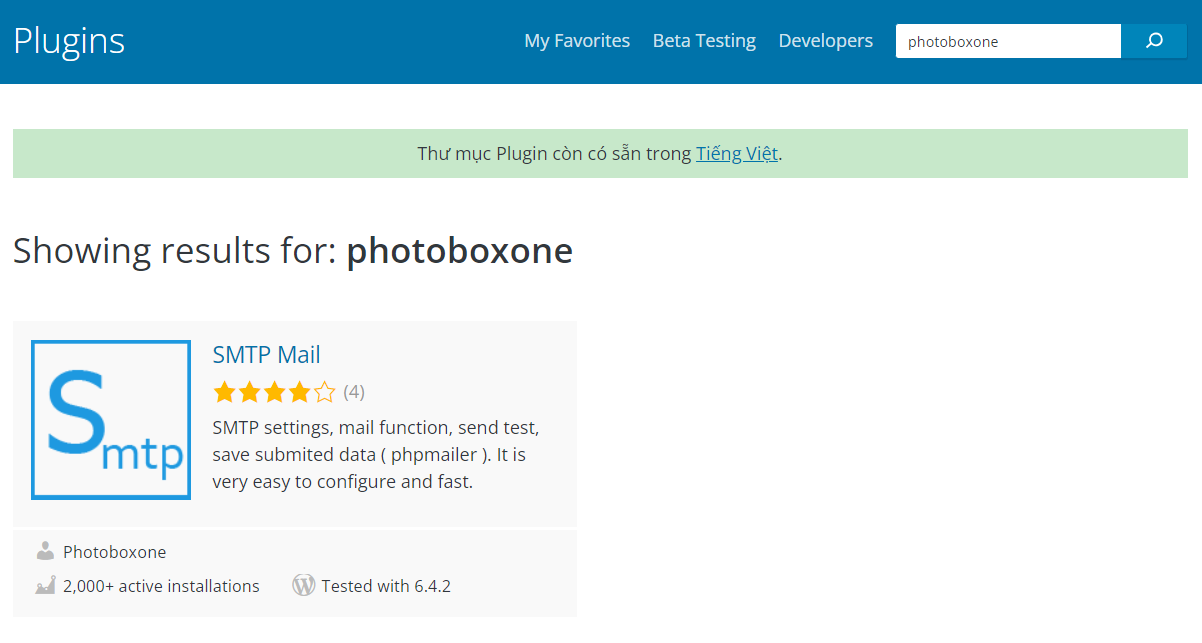 Plugins
My Favorites
Beta Testing
Developers
photoboxone
Thư mục Plugin còn có sẵn trong Tiếng Việt.
Showing results for: photoboxone
Smtp
SMTP Mail
(4)
SMTP settings, mail function, send test,
save submited data ( phpmailer ). It is
very easy to configure and fast.
Photoboxone
2,000+ active installations
Tested with 6.4.2